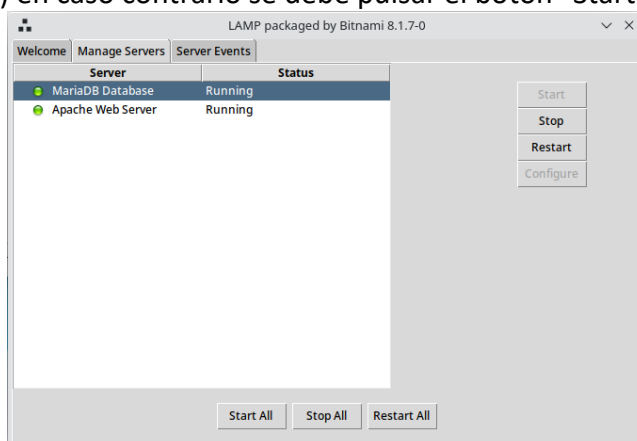 ) en caso contrario se debe pulsar el botón "Start
LAMP packaged by Bitnami 8.1.7-0
Welcome Manage Servers Server Events
Server Status
MariaDB Database Running
Apache Web Server Running
Start
Stop
Restart
Configure
Start All Stop All Restart All